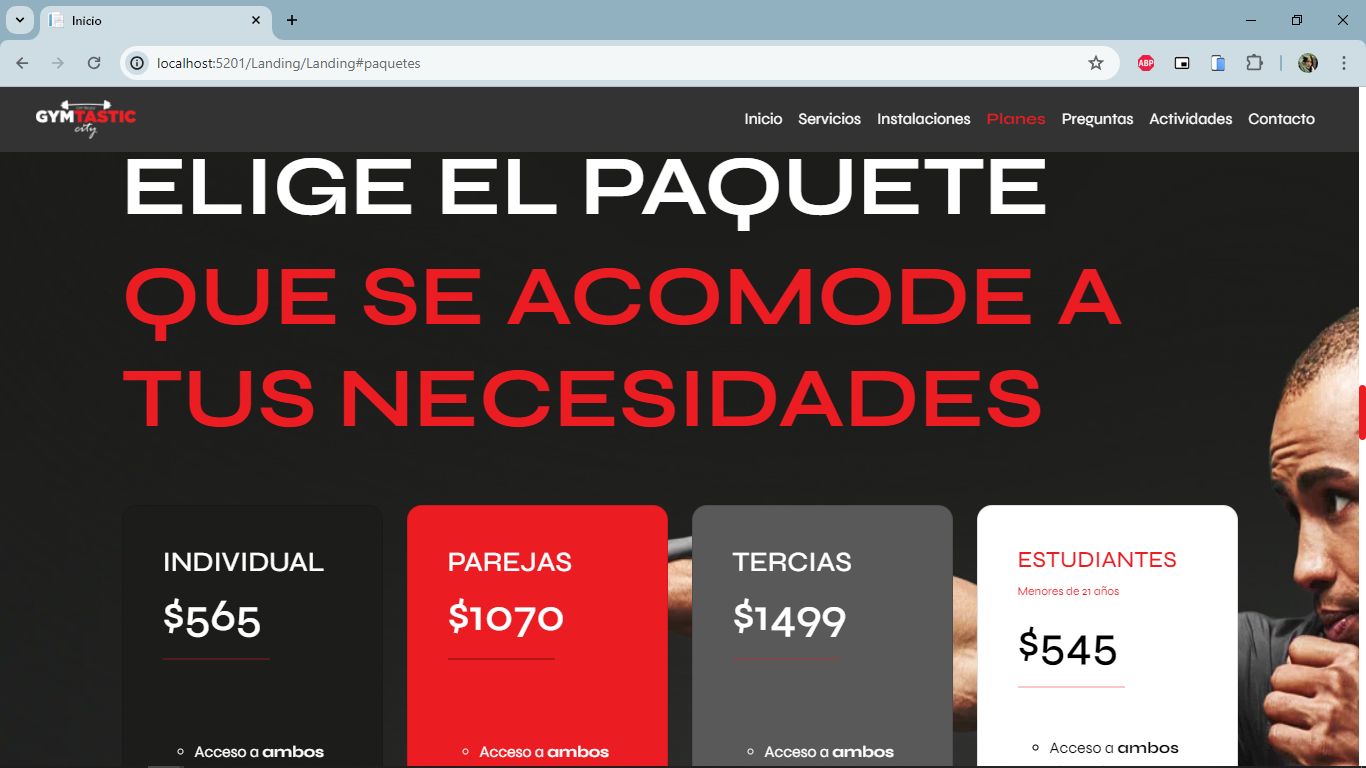 Inicio
localhost:5201/Landing/Landing#paquetes
ABP
GYMTASTIC
city
Inicio Servicios Instalaciones Planes Preguntas Actividades Contacto
ELIGE EL PAQUETE
QUE SE ACOMODE A
TUS NECESIDADES
INDIVIDUAL
$565
Acceso a ambos
PAREJAS
$1070
Acceso a ambos
TERCIAS
$1499
Acceso a ambos
ESTUDIANTES
Menores de 21 años
$545
Acceso a ambos